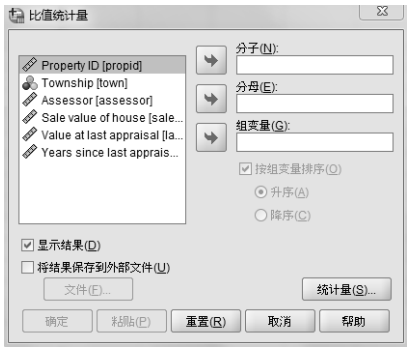 比值统计量
Property ID [propid]
Township [town]
Assessor [assessor]
Sale value of house [sale...
Value at last appraisal [la...
Years since last apprais...
分子(N):
分母(E):
组变量(G):
按组变量排序(O)
升序(A)
降序(C)
显示结果(D)
将结果保存到外部文件(U)
文件(F)...
统计量(S)...
确定 粘贴(P) 重置(R) 取消 帮助